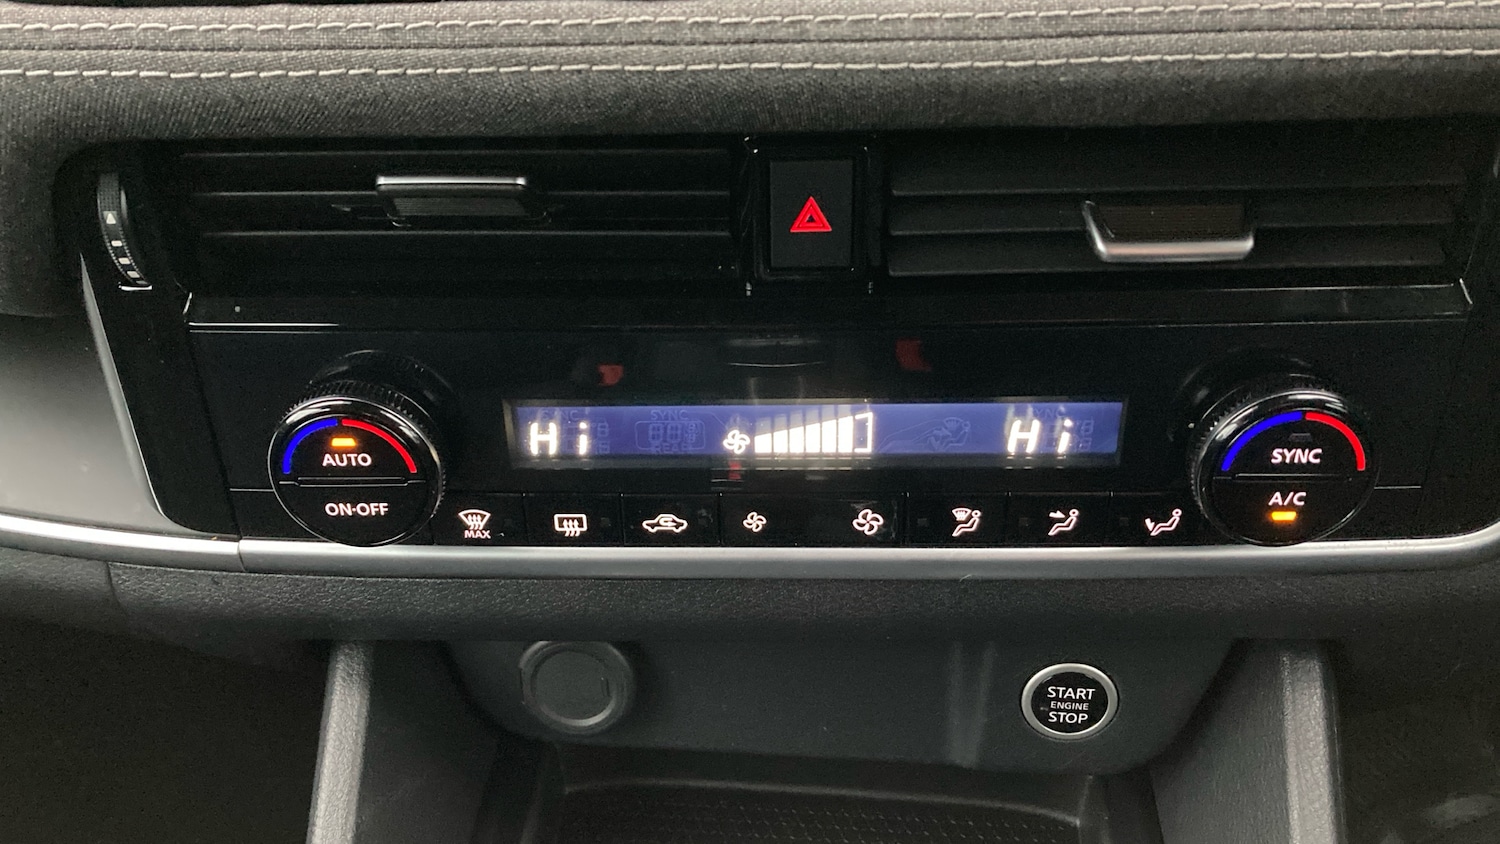 Hi
Hi
AUTO
ON·OFF
MAX
SYNC
A/C
START
ENGINE
STOP